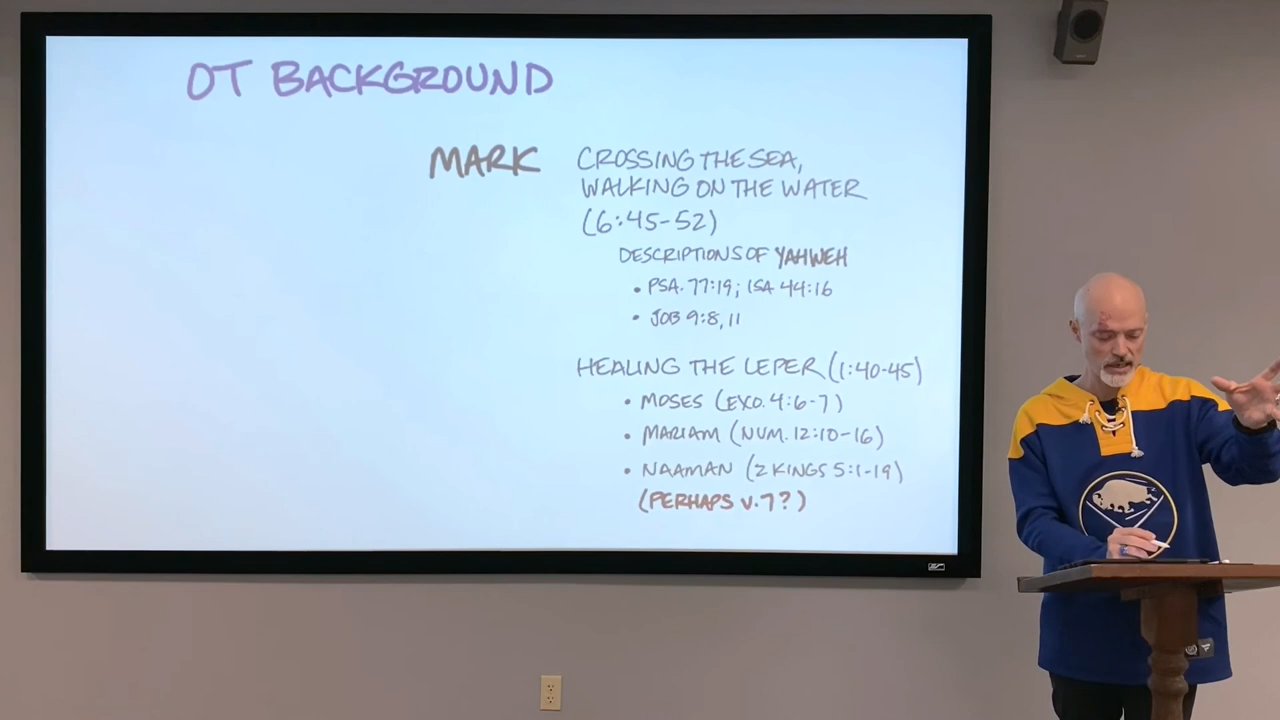 OT BACKGROUND
MARK CROSSING THE SEA,
WALKING ON THE WATER
(6:45-52)
DESCRIPTIONS OF YAHWEH
• PSA. 77:19; ISA 44:16
• JOB 9:8, 11
HEALING THE LEPER (1:40-45)
• MOSES (EXO. 4:6-7)
• MARIAM (NUM. 12:10-16)
• NAAMAN (2 KINGS 5:1-19)
(PERHAPS V.7?)